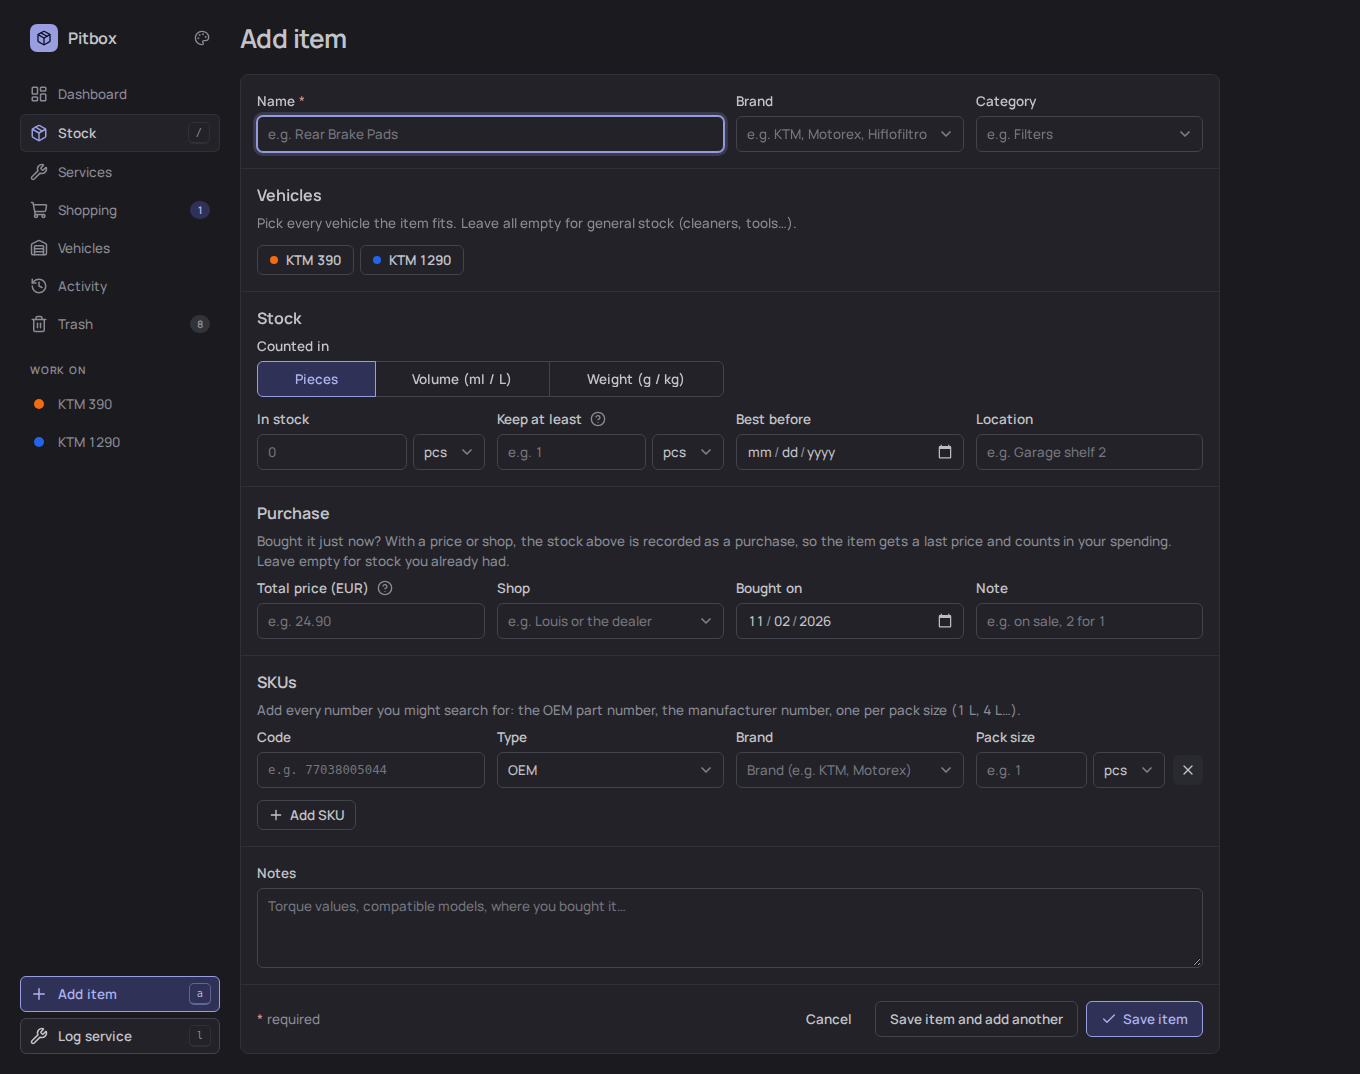 Pitbox
Dashboard
Stock /
Services
Shopping 1
Vehicles
Activity
Trash 8
WORK ON
KTM 390
KTM 1290
+ Add item a
Log service l
Add item
Name * Brand Category
e.g. Rear Brake Pads e.g. KTM, Motorex, Hiflofiltro e.g. Filters
Vehicles
Pick every vehicle the item fits. Leave all empty for general stock (cleaners, tools…).
KTM 390 KTM 1290
Stock
Counted in
Pieces Volume (ml / L) Weight (g / kg)
In stock Keep at least ? Best before Location
0 pcs e.g. 1 pcs mm/dd/yyyy e.g. Garage shelf 2
Purchase
Bought it just now? With a price or shop, the stock above is recorded as a purchase, so the item gets a last price and counts in your spending.
Leave empty for stock you already had.
Total price (EUR) ? Shop Bought on Note
e.g. 24.90 e.g. Louis or the dealer 11/02/2026 e.g. on sale, 2 for 1
SKUs
Add every number you might search for: the OEM part number, the manufacturer number, one per pack size (1 L, 4 L…).
Code Type Brand Pack size
e.g. 77038005044 OEM Brand (e.g. KTM, Motorex) e.g. 1 pcs
+ Add SKU
Notes
Torque values, compatible models, where you bought it…
* required Cancel Save item and add another Save item